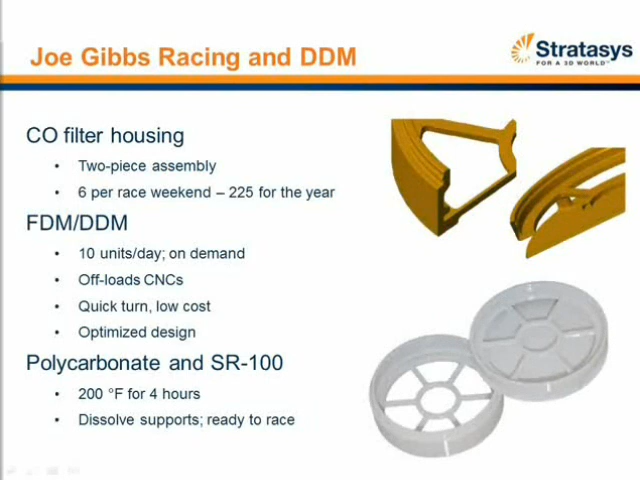 Joe Gibbs Racing and DDM
Stratasys
FOR A 3D WORLD™
CO filter housing
• Two-piece assembly
• 6 per race weekend – 225 for the year
FDM/DDM
• 10 units/day; on demand
• Off-loads CNCs
• Quick turn, low cost
• Optimized design
Polycarbonate and SR-100
• 200 °F for 4 hours
• Dissolve supports; ready to race